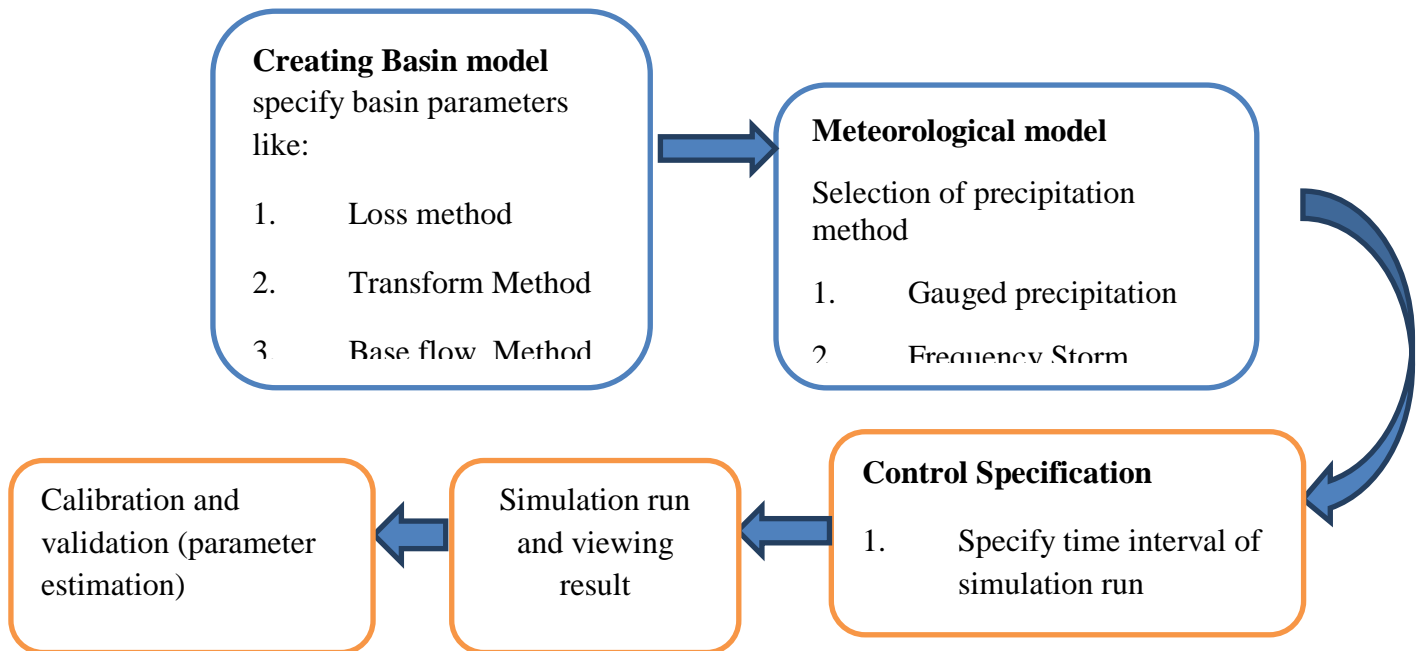 Creating Basin model
specify basin parameters
like:
1. Loss method
2. Transform Method
3. Base flow Method
Meteorological model
Selection of precipitation
method
1. Gauged precipitation
2. Frequency Storm
Control Specification
1. Specify time interval of
simulation run
Simulation run
and viewing
result
Calibration and
validation (parameter
estimation)